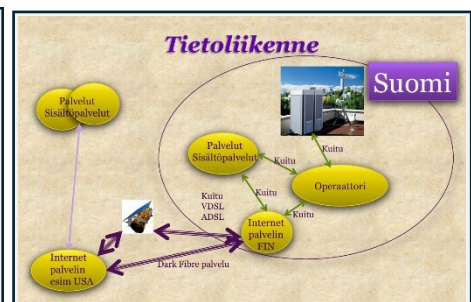 Tietoliikenne
Suomi
Palvelut
Sisältöpalvelut
Kuitu
Palvelut
Sisältöpalvelut
Kuitu
Operaattori
Kuitu
VDSL
ADSL
Kuitu
Kuitu
Internet
palvelin
FIN
Internet
palvelin
esim USA
Dark Fibre palvelu